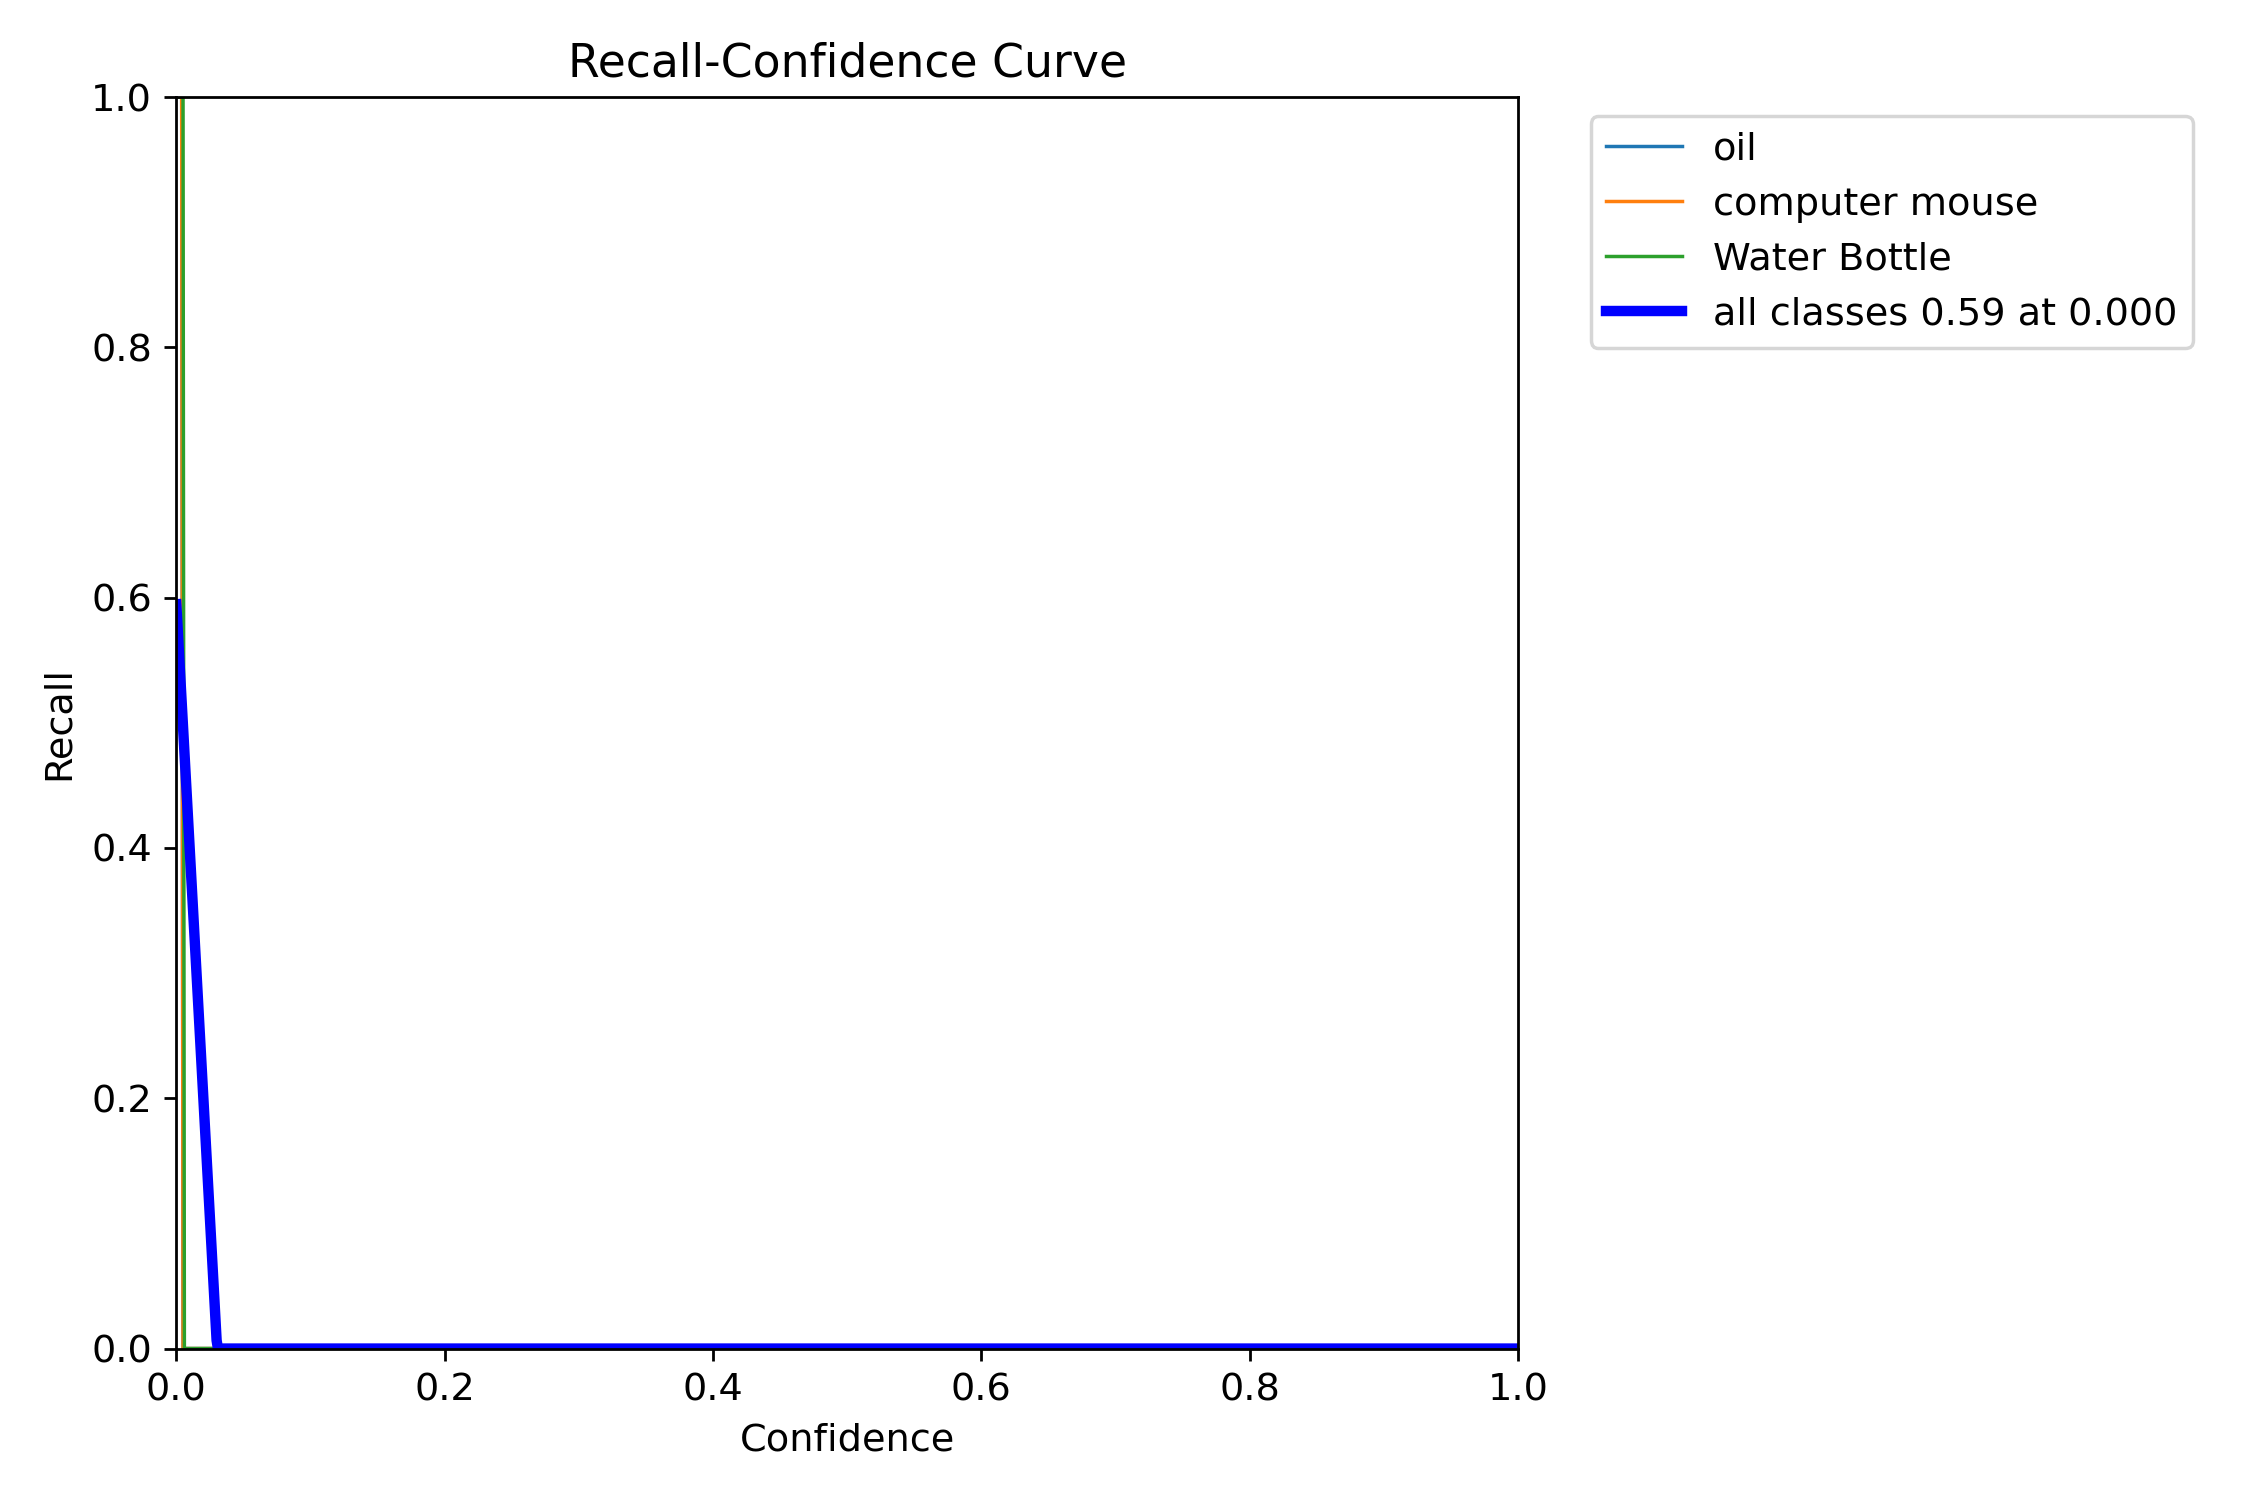 Recall-Confidence Curve
1.0
0.8
0.6
0.4
0.2
0.0
Recall
0.0 0.2 0.4 0.6 0.8 1.0
Confidence
oil
computer mouse
Water Bottle
all classes 0.59 at 0.000